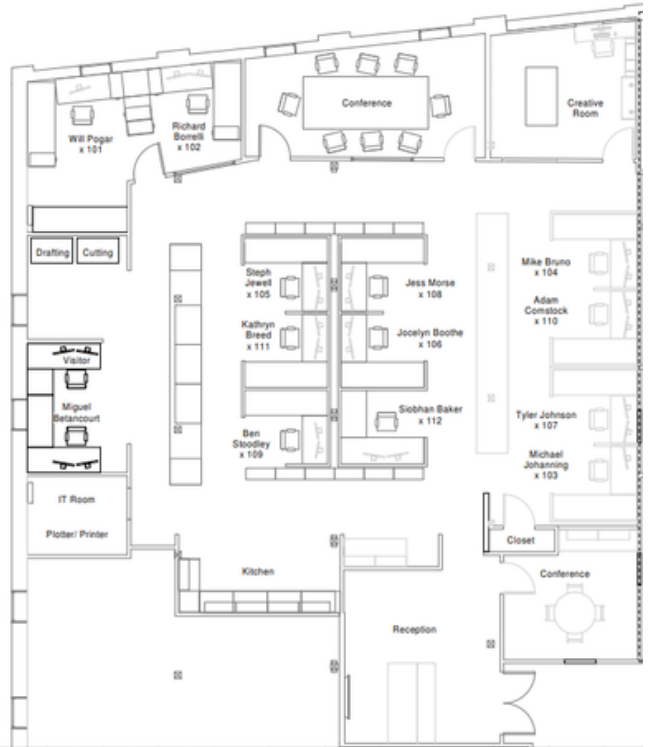 Conference
Creative
Room
Will Pogar
x 101
Richard
Borrelli
x 102
Drafting
Cutting
Steph
Jewell
x 105
Jess Morse
x 108
Mike Bruno
x 104
Adam
Comstock
x 110
Kathryn
Breed
x 111
Jocelyn Boothe
x 106
Visitor
Miguel
Betancourt
Ben
Stoodley
x 109
Siobhan Baker
x 112
Tyler Johnson
x 107
Michael
Johanning
x 103
IT Room
Plotter/ Printer
Closet
Kitchen
Conference
Reception